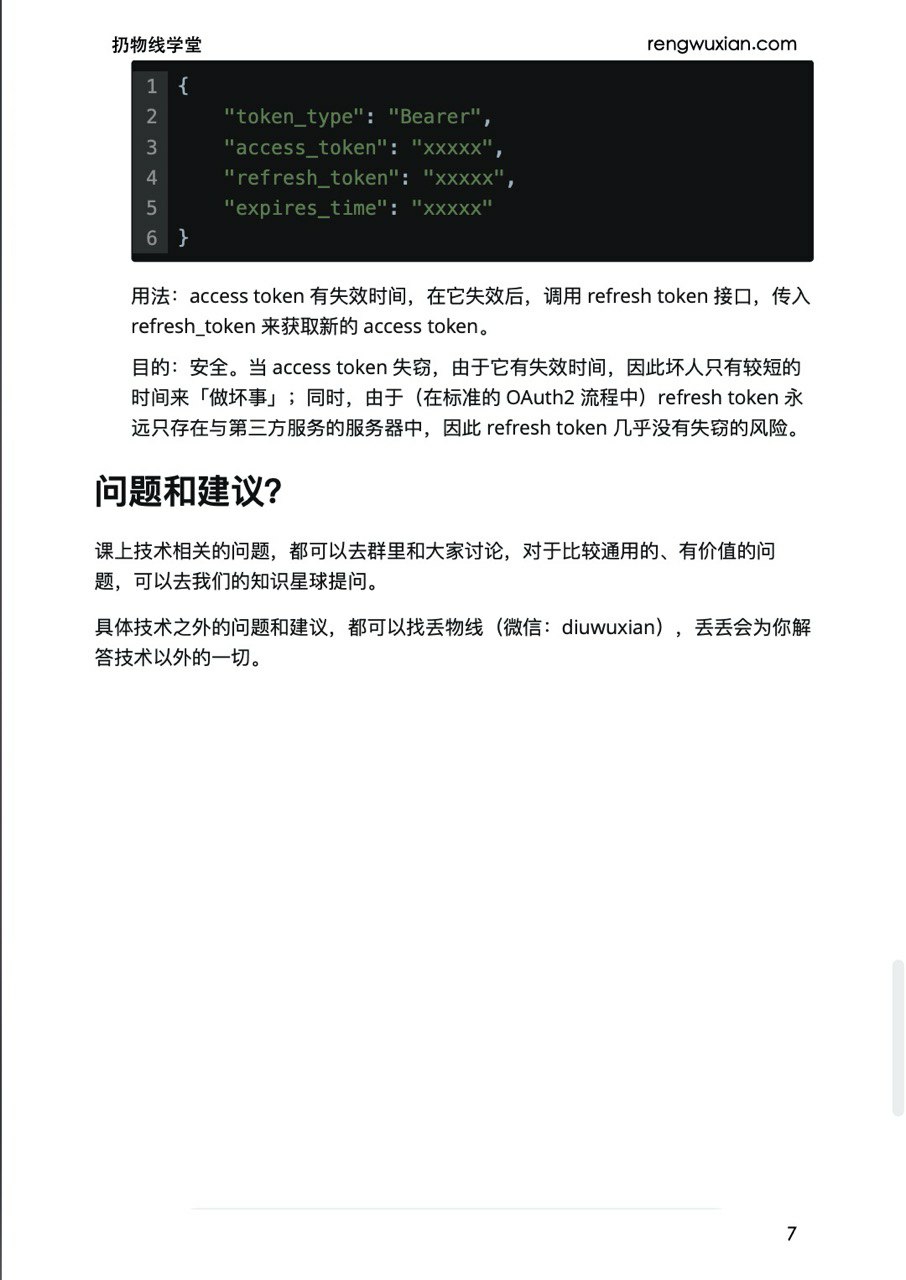 扔物线学堂 rengwuxian.com
1 {
2     "token_type": "Bearer",
3     "access_token": "xxxxx",
4     "refresh_token": "xxxxx",
5     "expires_time": "xxxxx"
6 }
用法：access token 有失效时间，在它失效后，调用 refresh token 接口，传入
refresh_token 来获取新的 access token。
目的：安全。当 access token 失窃，由于它有失效时间，因此坏人只有较短的
时间来「做坏事」；同时，由于（在标准的 OAuth2 流程中）refresh token 永
远只存在与第三方服务的服务器中，因此 refresh token 几乎没有失窃的风险。
问题和建议？
课上技术相关的问题，都可以去群里和大家讨论，对于比较通用的、有价值的问
题，可以去我们的知识星球提问。
具体技术之外的问题和建议，都可以找丢物线（微信：diuwuxian），丢丢会为你解
答技术以外的一切。
7